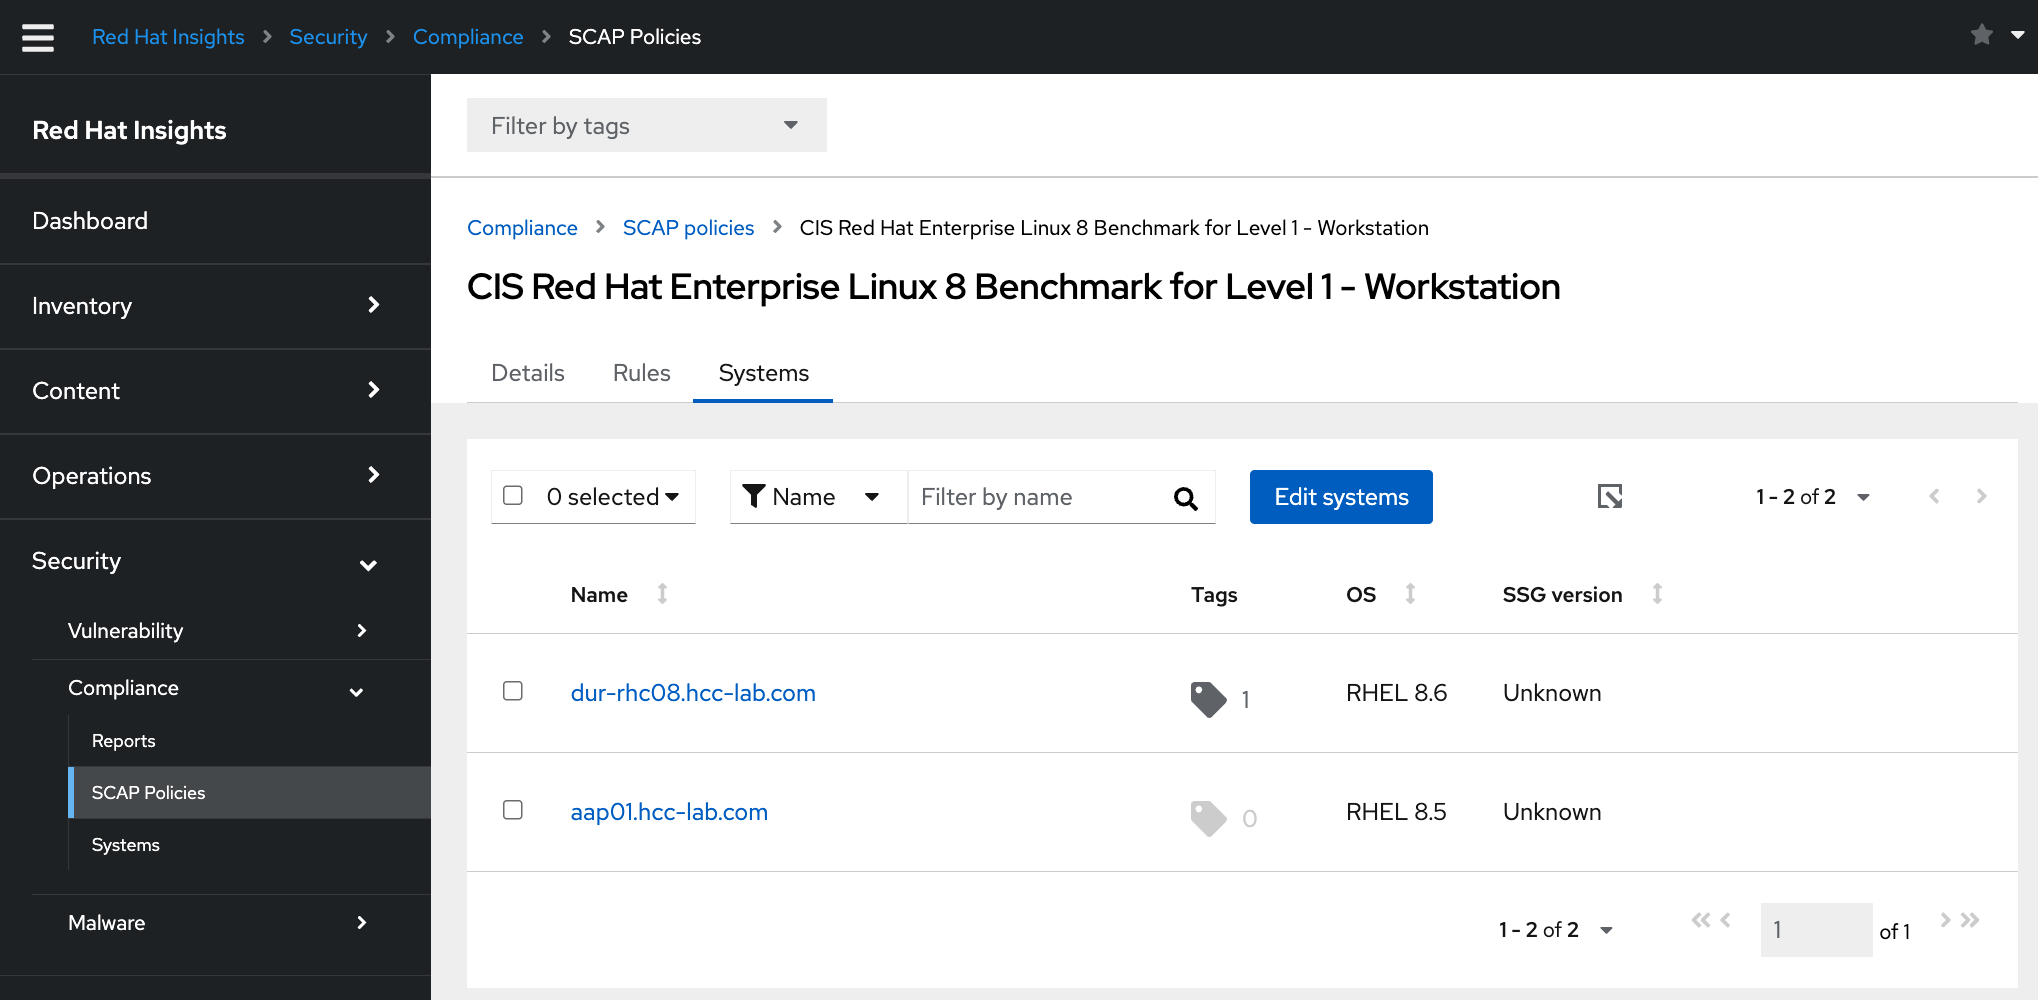 Red Hat Insights > Security > Compliance > SCAP Policies
Red Hat Insights
Dashboard
Inventory
Content
Operations
Security
Vulnerability
Compliance
Reports
SCAP Policies
Systems
Malware
Filter by tags
Compliance > SCAP policies > CIS Red Hat Enterprise Linux 8 Benchmark for Level 1 - Workstation
CIS Red Hat Enterprise Linux 8 Benchmark for Level 1 - Workstation
Details Rules Systems
0 selected Name Filter by name Edit systems 1 - 2 of 2
Name Tags OS SSG version
dur-rhc08.hcc-lab.com 1 RHEL 8.6 Unknown
aap01.hcc-lab.com 0 RHEL 8.5 Unknown
1 - 2 of 2 1 of 1